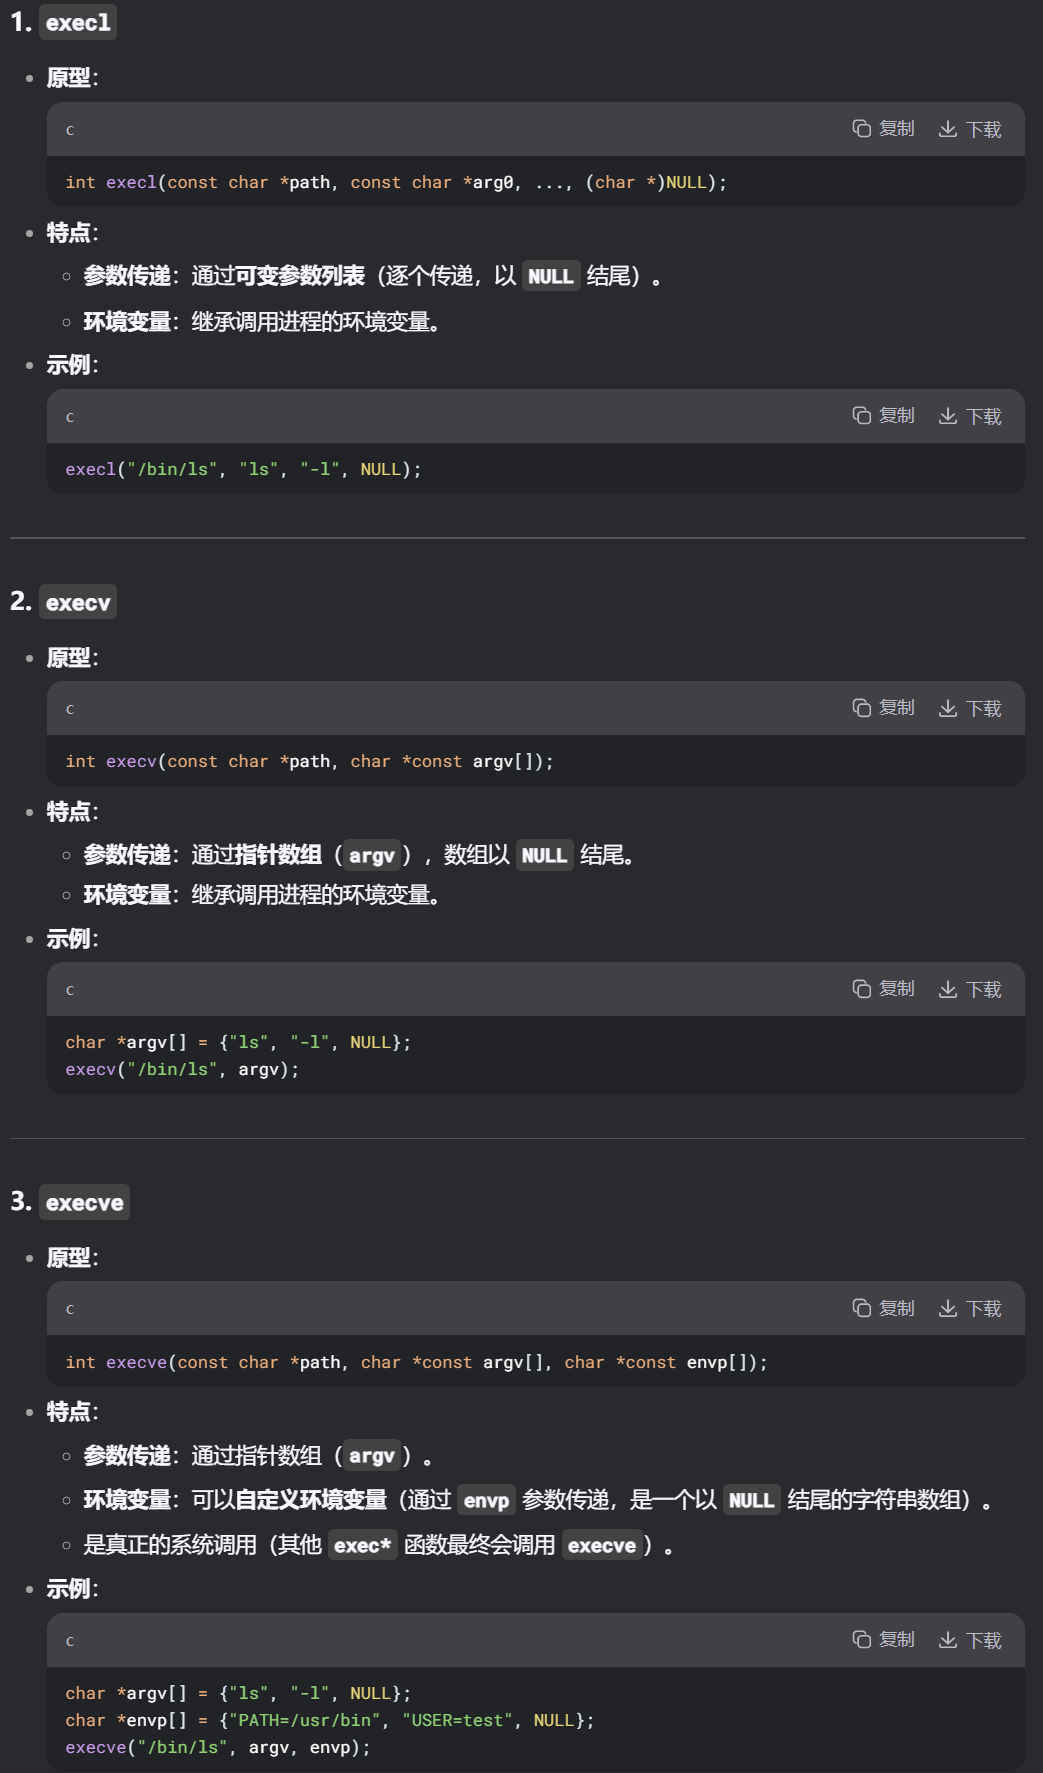 1. execl
原型：
c 复制 下载
int execl(const char *path, const char *arg0, ..., (char *)NULL);
特点：
参数传递：通过可变参数列表（逐个传递，以 NULL 结尾）。
环境变量：继承调用进程的环境变量。
示例：
c 复制 下载
execl("/bin/ls", "ls", "-l", NULL);
2. execv
原型：
c 复制 下载
int execv(const char *path, char *const argv[]);
特点：
参数传递：通过指针数组（argv），数组以 NULL 结尾。
环境变量：继承调用进程的环境变量。
示例：
c 复制 下载
char *argv[] = {"ls", "-l", NULL};
execv("/bin/ls", argv);
3. execve
原型：
c 复制 下载
int execve(const char *path, char *const argv[], char *const envp[]);
特点：
参数传递：通过指针数组（argv）。
环境变量：可以自定义环境变量（通过 envp 参数传递，是一个以 NULL 结尾的字符串数组）。
是真正的系统调用（其他 exec* 函数最终会调用 execve）。
示例：
c 复制 下载
char *argv[] = {"ls", "-l", NULL};
char *envp[] = {"PATH=/usr/bin", "USER=test", NULL};
execve("/bin/ls", argv, envp);